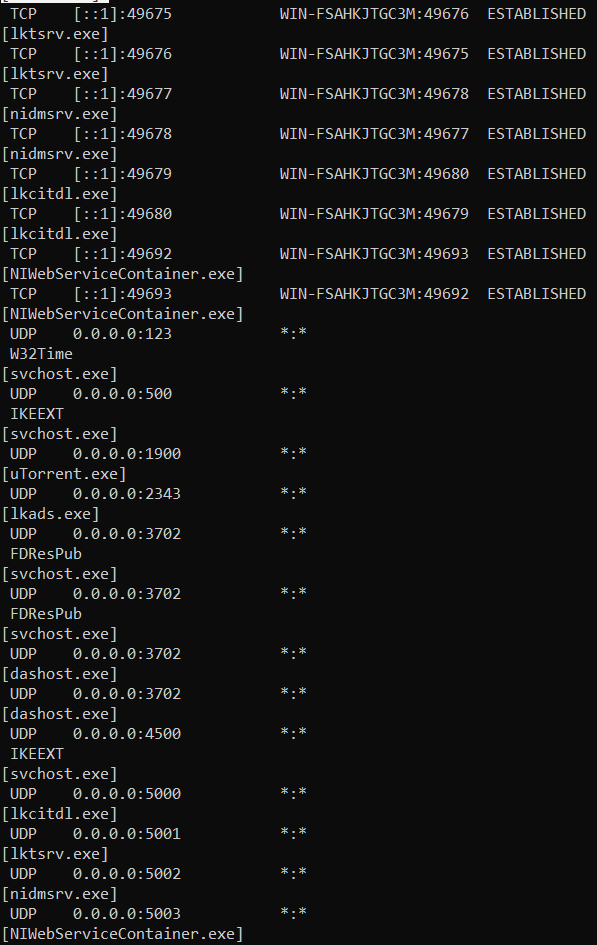 TCP    [::1]:49675            WIN-FSAHKJTGC3M:49676  ESTABLISHED
[lktsrv.exe]
TCP    [::1]:49676            WIN-FSAHKJTGC3M:49675  ESTABLISHED
[lktsrv.exe]
TCP    [::1]:49677            WIN-FSAHKJTGC3M:49678  ESTABLISHED
[nidmsrv.exe]
TCP    [::1]:49678            WIN-FSAHKJTGC3M:49677  ESTABLISHED
[nidmsrv.exe]
TCP    [::1]:49679            WIN-FSAHKJTGC3M:49680  ESTABLISHED
[lkcitdl.exe]
TCP    [::1]:49680            WIN-FSAHKJTGC3M:49679  ESTABLISHED
[lkcitdl.exe]
TCP    [::1]:49692            WIN-FSAHKJTGC3M:49693  ESTABLISHED
[NIWebServiceContainer.exe]
TCP    [::1]:49693            WIN-FSAHKJTGC3M:49692  ESTABLISHED
[NIWebServiceContainer.exe]
UDP    0.0.0.0:123            *:*
W32Time
[svchost.exe]
UDP    0.0.0.0:500            *:*
IKEEXT
[svchost.exe]
UDP    0.0.0.0:1900           *:*
[uTorrent.exe]
UDP    0.0.0.0:2343           *:*
[lkads.exe]
UDP    0.0.0.0:3702           *:*
FDResPub
[svchost.exe]
UDP    0.0.0.0:3702           *:*
FDResPub
[svchost.exe]
UDP    0.0.0.0:3702           *:*
[dashost.exe]
UDP    0.0.0.0:3702           *:*
[dashost.exe]
UDP    0.0.0.0:4500           *:*
IKEEXT
[svchost.exe]
UDP    0.0.0.0:5000           *:*
[lkcitdl.exe]
UDP    0.0.0.0:5001           *:*
[lktsrv.exe]
UDP    0.0.0.0:5002           *:*
[nidmsrv.exe]
UDP    0.0.0.0:5003           *:*
[NIWebServiceContainer.exe]